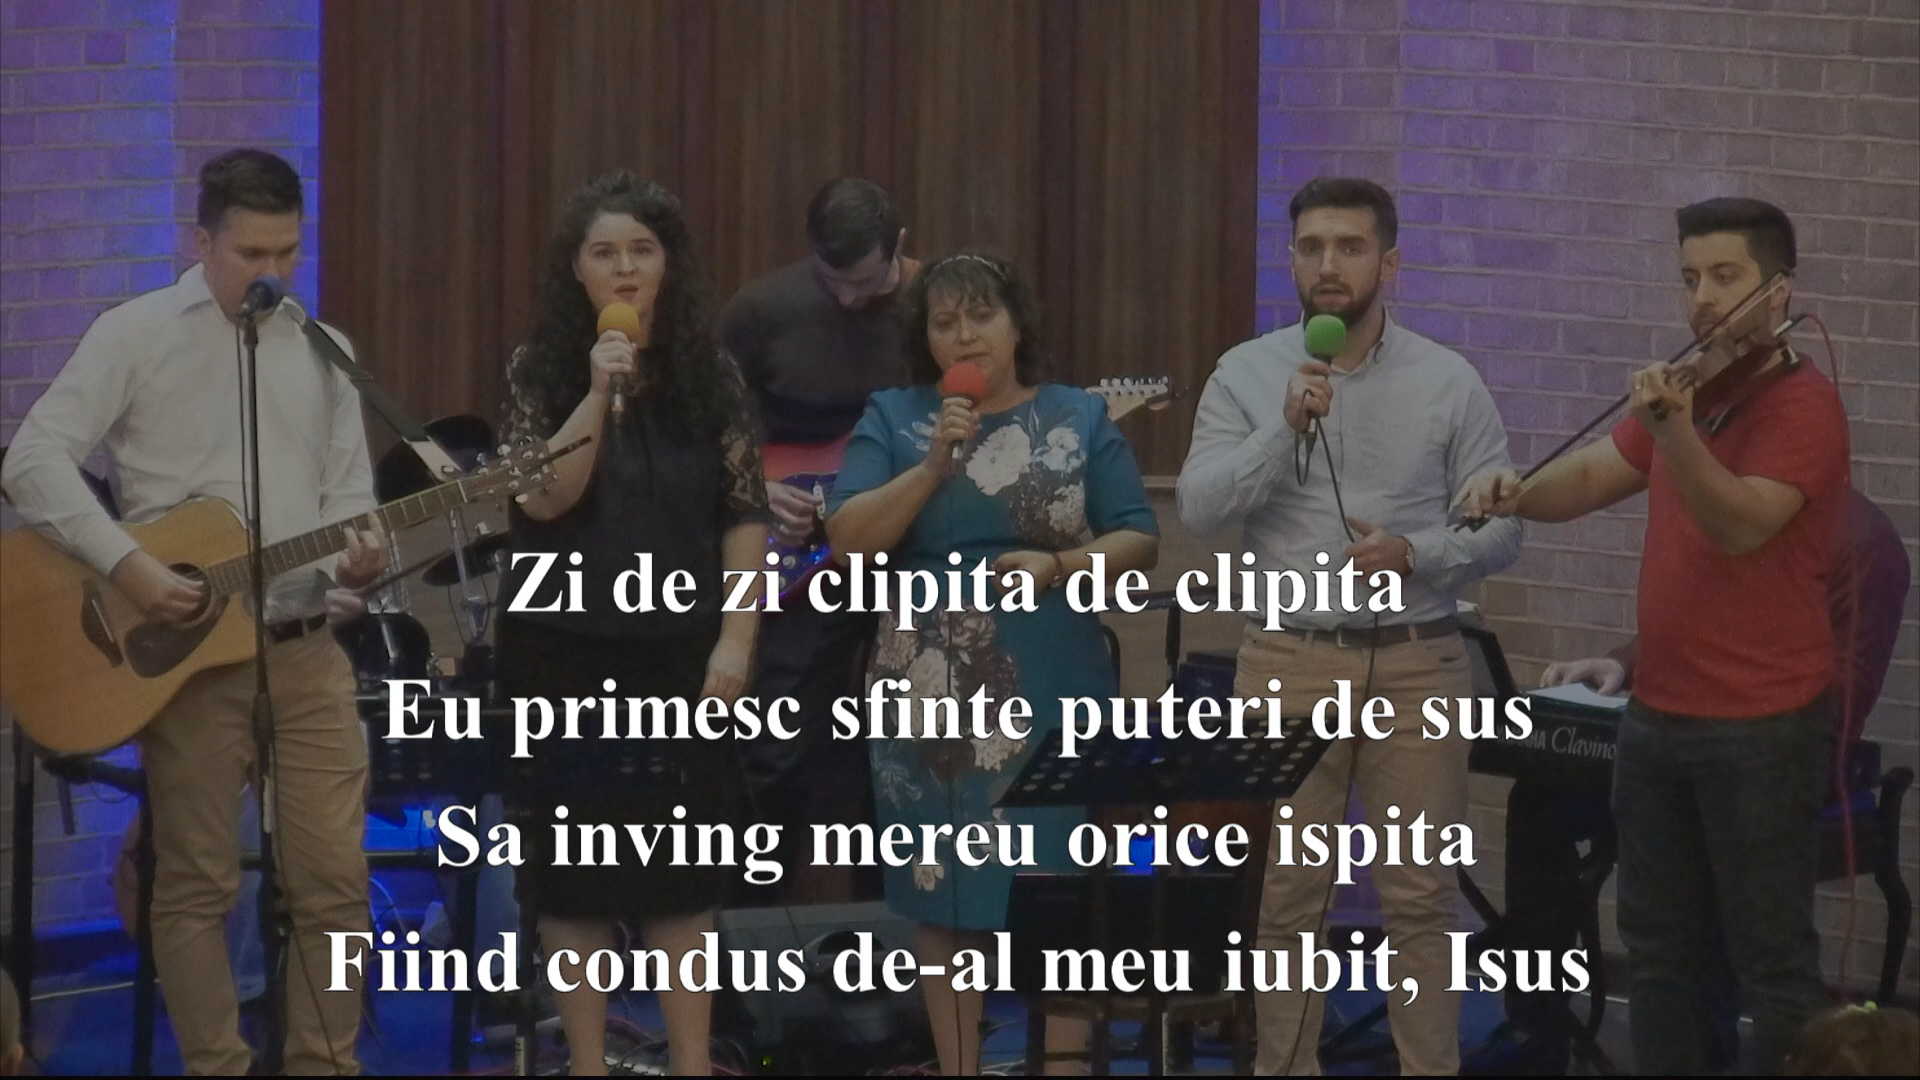 Zi de zi clipita de clipita
Eu primesc sfinte puteri de sus
Sa inving mereu orice ispita
Fiind condus de-al meu iubit, Isus
Clavino